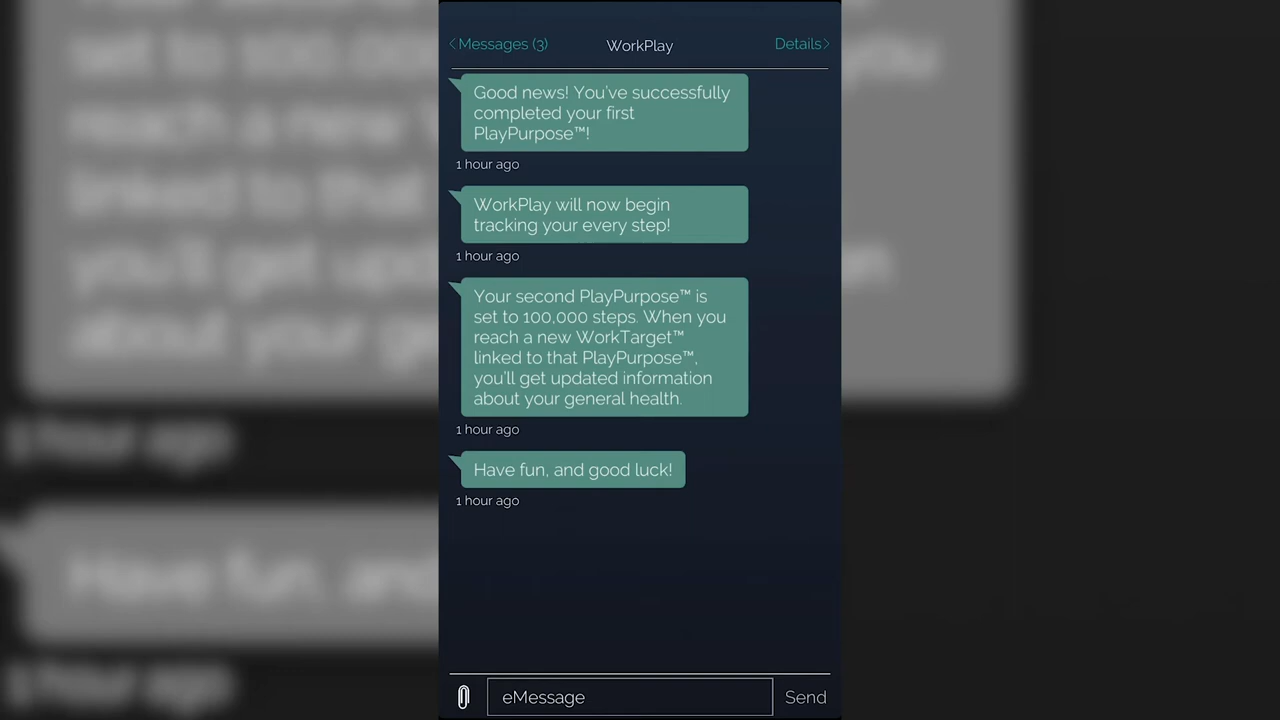 Messages (3)
WorkPlay
Details
Good news! You've successfully
completed your first
PlayPurpose™!
1 hour ago
WorkPlay will now begin
tracking your every step!
1 hour ago
Your second PlayPurpose™ is
set to 100,000 steps. When you
reach a new WorkTarget™
linked to that PlayPurpose™,
you'll get updated information
about your general health.
1 hour ago
Have fun, and good luck!
1 hour ago
eMessage
Send